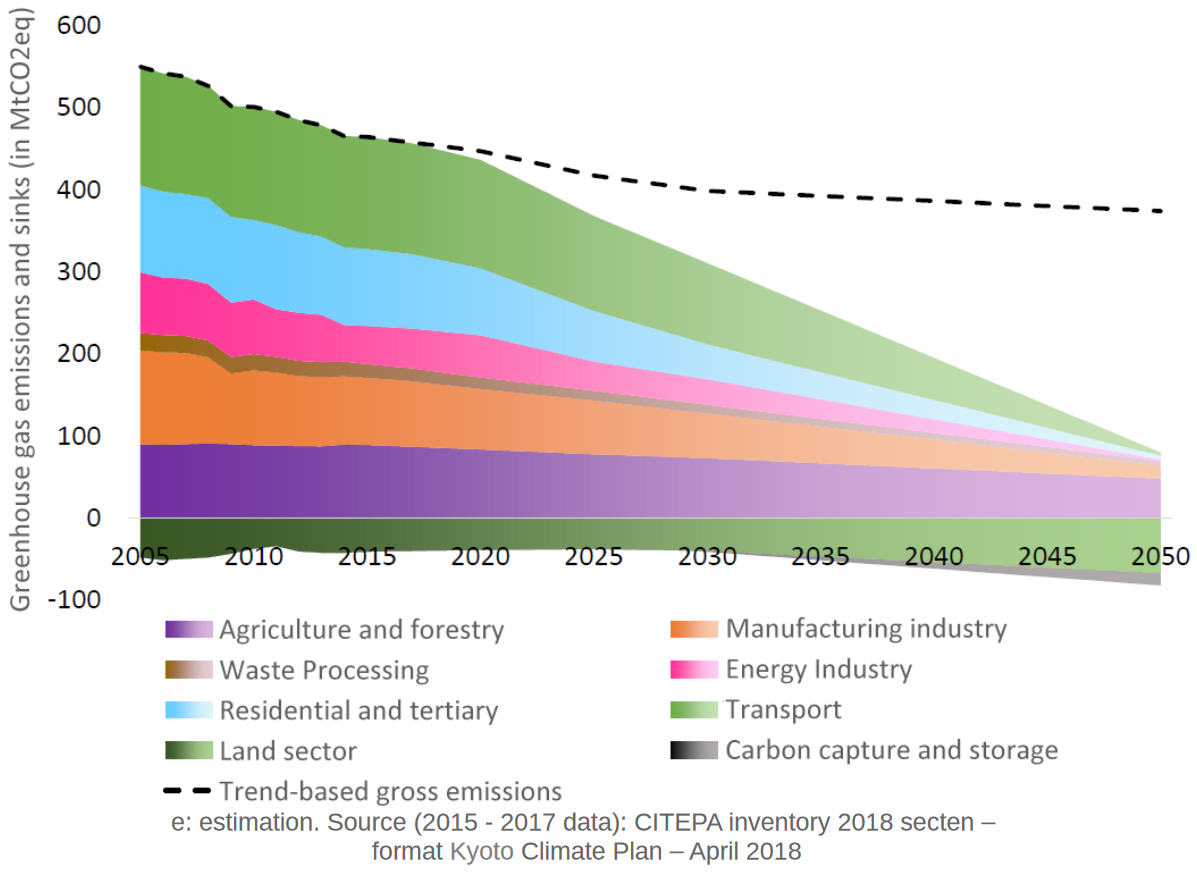 Greenhouse gas emissions and sinks (in MtCO2eq)
600
500
400
300
200
100
0
-100
2005 2010 2015 2020 2025 2030 2035 2040 2045 2050
Agriculture and forestry Manufacturing industry
Waste Processing Energy Industry
Residential and tertiary Transport
Land sector Carbon capture and storage
Trend-based gross emissions
e: estimation. Source (2015 - 2017 data): CITEPA inventory 2018 secten –
format Kyoto Climate Plan – April 2018